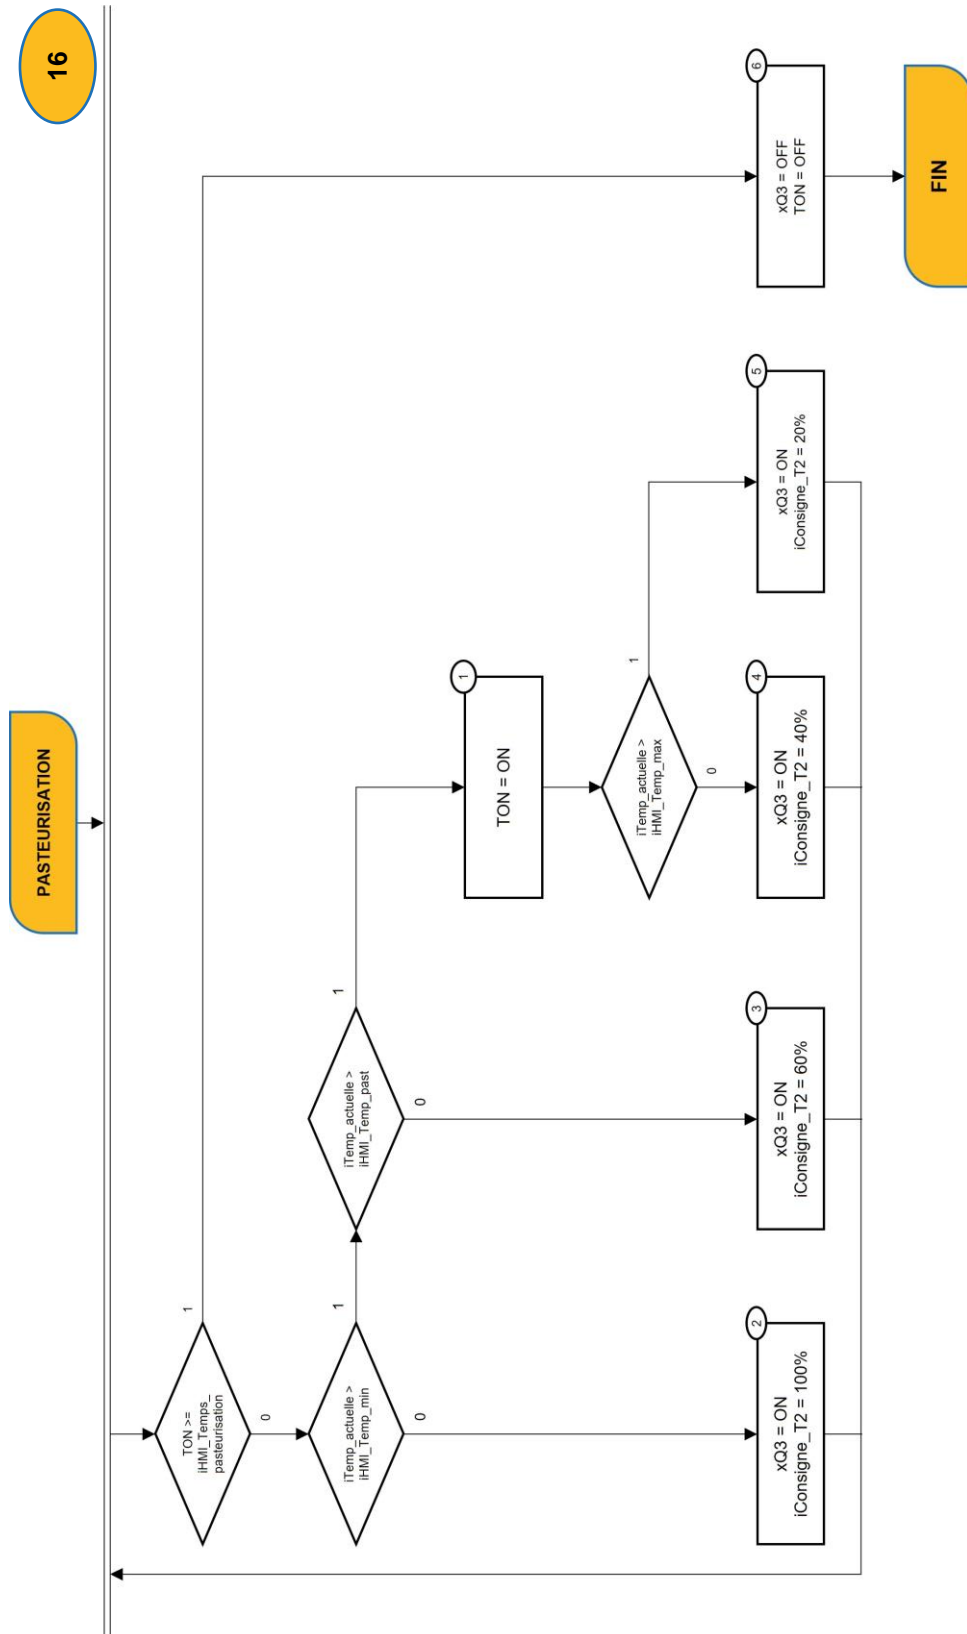 16
PASTEURISATION
TON >=
iHMI_Temps_
pasteurisation
1
0
iTemp_actuelle >
iHMI_Temp_min
1
0
iTemp_actuelle >
iHMI_Temp_past
1
0
1
TON = ON
iTemp_actuelle >
iHMI_Temp_max
1
0
2
xQ3 = ON
iConsigne_T2 = 100%
3
xQ3 = ON
iConsigne_T2 = 60%
4
xQ3 = ON
iConsigne_T2 = 40%
5
xQ3 = ON
iConsigne_T2 = 20%
6
xQ3 = OFF
TON = OFF
FIN